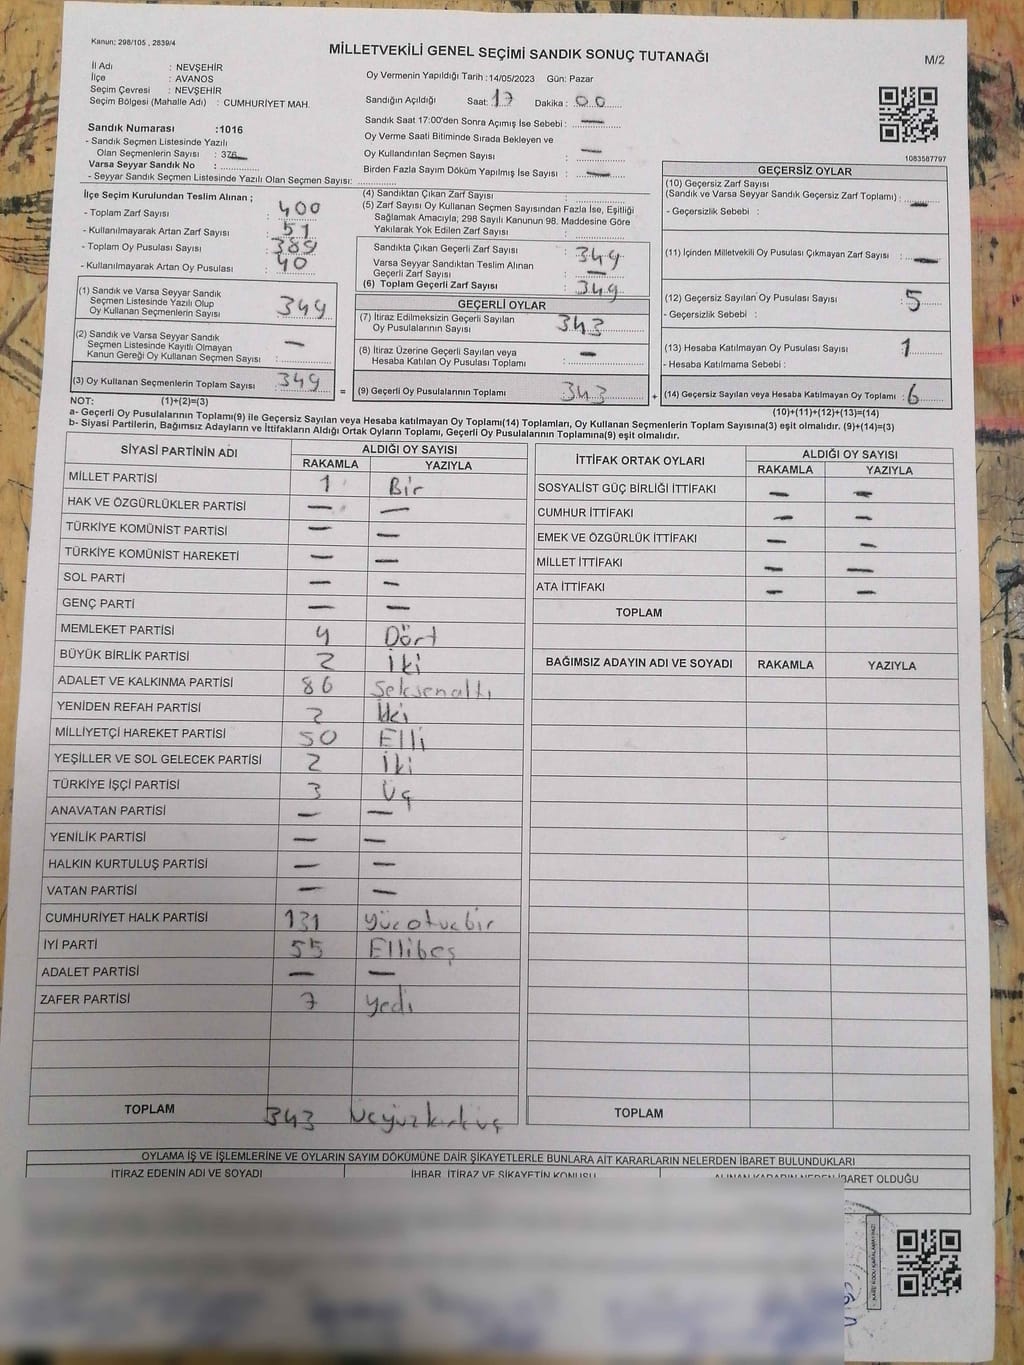 Kanun; 298/105 , 2839/4
MİLLETVEKİLİ GENEL SEÇİMİ SANDIK SONUÇ TUTANAĞI
M/2
İl Adı : NEVŞEHİR
İlçe : AVANOS
Seçim Çevresi : NEVŞEHİR
Seçim Bölgesi (Mahalle Adı) : CUMHURİYET MAH.
Sandık Numarası :1016
- Sandık Seçmen Listesinde Yazılı
Olan Seçmenlerin Sayısı : 376
Varsa Seyyar Sandık No :
- Seyyar Sandık Seçmen Listesinde Yazılı Olan Seçmen Sayısı:
Oy Vermenin Yapıldığı Tarih :14/05/2023 Gün: Pazar
Sandığın Açıldığı Saat: 17 Dakika : 00
Sandık Saat 17:00'den Sonra Açımış İse Sebebi : —
Oy Verme Saati Bitiminde Sırada Bekleyen ve
Oy Kullandırılan Seçmen Sayısı : —
Birden Fazla Sayım Döküm Yapılmış İse Sayısı : —
1083587797
İlçe Seçim Kurulundan Teslim Alınan ;
- Toplam Zarf Sayısı : 400
- Kullanılmayarak Artan Zarf Sayısı : 51
- Toplam Oy Pusulası Sayısı : 389
- Kullanılmayarak Artan Oy Pusulası : 40
(1) Sandık ve Varsa Seyyar Sandık
Seçmen Listesinde Yazılı Olup
Oy Kullanan Seçmenlerin Sayısı : 349
(2) Sandık ve Varsa Seyyar Sandık
Seçmen Listesinde Kayıtlı Olmayan
Kanun Gereği Oy Kullanan Seçmen Sayısı : —
(3) Oy Kullanan Seçmenlerin Toplam Sayısı : 349
(4) Sandıktan Çıkan Zarf Sayısı :
(5) Zarf Sayısı Oy Kullanan Seçmen Sayısından Fazla İse, Eşitliği
Sağlamak Amacıyla; 298 Sayılı Kanunun 98. Maddesine Göre
Yakılarak Yok Edilen Zarf Sayısı :
Sandıkta Çıkan Geçerli Zarf Sayısı : 349
Varsa Seyyar Sandıktan Teslim Alınan
Geçerli Zarf Sayısı : —
(6) Toplam Geçerli Zarf Sayısı : 349
GEÇERLİ OYLAR
(7) İtiraz Edilmeksizin Geçerli Sayılan
Oy Pusulalarının Sayısı : 343
(8) İtiraz Üzerine Geçerli Sayılan veya
Hesaba Katılan Oy Pusulası Toplamı : —
= (9) Geçerli Oy Pusulalarının Toplamı : 343 +
GEÇERSİZ OYLAR
(10) Geçersiz Zarf Sayısı
(Sandık ve Varsa Seyyar Sandık Geçersiz Zarf Toplamı) : —
- Geçersizlik Sebebi :
(11) İçinden Milletvekili Oy Pusulası Çıkmayan Zarf Sayısı : —
(12) Geçersiz Sayılan Oy Pusulası Sayısı : 5
- Geçersizlik Sebebi :
(13) Hesaba Katılmayan Oy Pusulası Sayısı : 1
- Hesaba Katılmama Sebebi :
(14) Geçersiz Sayılan veya Hesaba Katılmayan Oy Toplamı : 6
NOT: (1)+(2)=(3)
(10)+(11)+(12)+(13)=(14)
a- Geçerli Oy Pusulalarının Toplamı(9) ile Geçersiz Sayılan veya Hesaba katılmayan Oy Toplamı(14) Toplamları, Oy Kullanan Seçmenlerin Toplam Sayısına(3) eşit olmalıdır. (9)+(14)=(3)
b- Siyasi Partilerin, Bağımsız Adayların ve İttifakların Aldığı Ortak Oyların Toplamı, Geçerli Oy Pusulalarının Toplamına(9) eşit olmalıdır.
SİYASİ PARTİNİN ADI ALDIĞI OY SAYISI
RAKAMLA YAZIYLA
MİLLET PARTİSİ 1 Bir
HAK VE ÖZGÜRLÜKLER PARTİSİ — —
TÜRKİYE KOMÜNİST PARTİSİ — —
TÜRKİYE KOMÜNİST HAREKETİ — —
SOL PARTİ — —
GENÇ PARTİ — —
MEMLEKET PARTİSİ 4 Dört
BÜYÜK BİRLİK PARTİSİ 2 İki
ADALET VE KALKINMA PARTİSİ 86 Seksenaltı
YENİDEN REFAH PARTİSİ 2 İki
MİLLİYETÇİ HAREKET PARTİSİ 50 Elli
YEŞİLLER VE SOL GELECEK PARTİSİ 2 İki
TÜRKİYE İŞÇİ PARTİSİ 3 Üç
ANAVATAN PARTİSİ — —
YENİLİK PARTİSİ — —
HALKIN KURTULUŞ PARTİSİ — —
VATAN PARTİSİ — —
CUMHURİYET HALK PARTİSİ 131 yücotuzbir
İYİ PARTİ 55 Ellibeş
ADALET PARTİSİ — —
ZAFER PARTİSİ 7 yedi
TOPLAM 343 Üçyüzkırküç
İTTİFAK ORTAK OYLARI ALDIĞI OY SAYISI
RAKAMLA YAZIYLA
SOSYALİST GÜÇ BİRLİĞİ İTTİFAKI — —
CUMHUR İTTİFAKI — —
EMEK VE ÖZGÜRLÜK İTTİFAKI — —
MİLLET İTTİFAKI — —
ATA İTTİFAKI — —
TOPLAM
BAĞIMSIZ ADAYIN ADI VE SOYADI RAKAMLA YAZIYLA
TOPLAM
OYLAMA İŞ VE İŞLEMLERİNE VE OYLARIN SAYIM DÖKÜMÜNE DAİR ŞİKAYETLERLE BUNLARA AİT KARARLARIN NELERDEN İBARET BULUNDUKLARI
İTİRAZ EDENİN ADI VE SOYADI İHBAR, İTİRAZ VE ŞİKAYETİN KONUSU ALINAN KARARIN NEDEN İBARET OLDUĞU